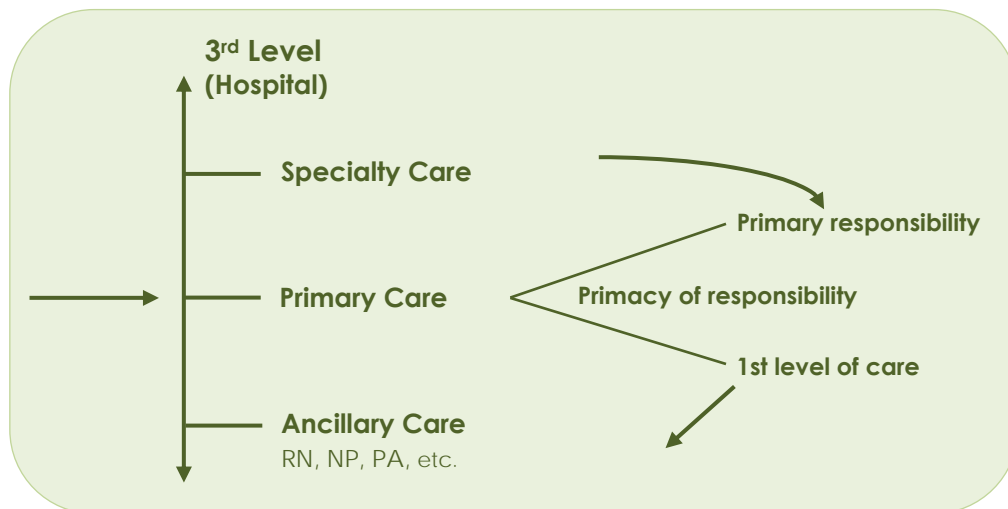 3rd Level
(Hospital)
Specialty Care
Primary responsibility
Primary Care
Primacy of responsibility
1st level of care
Ancillary Care
RN, NP, PA, etc.